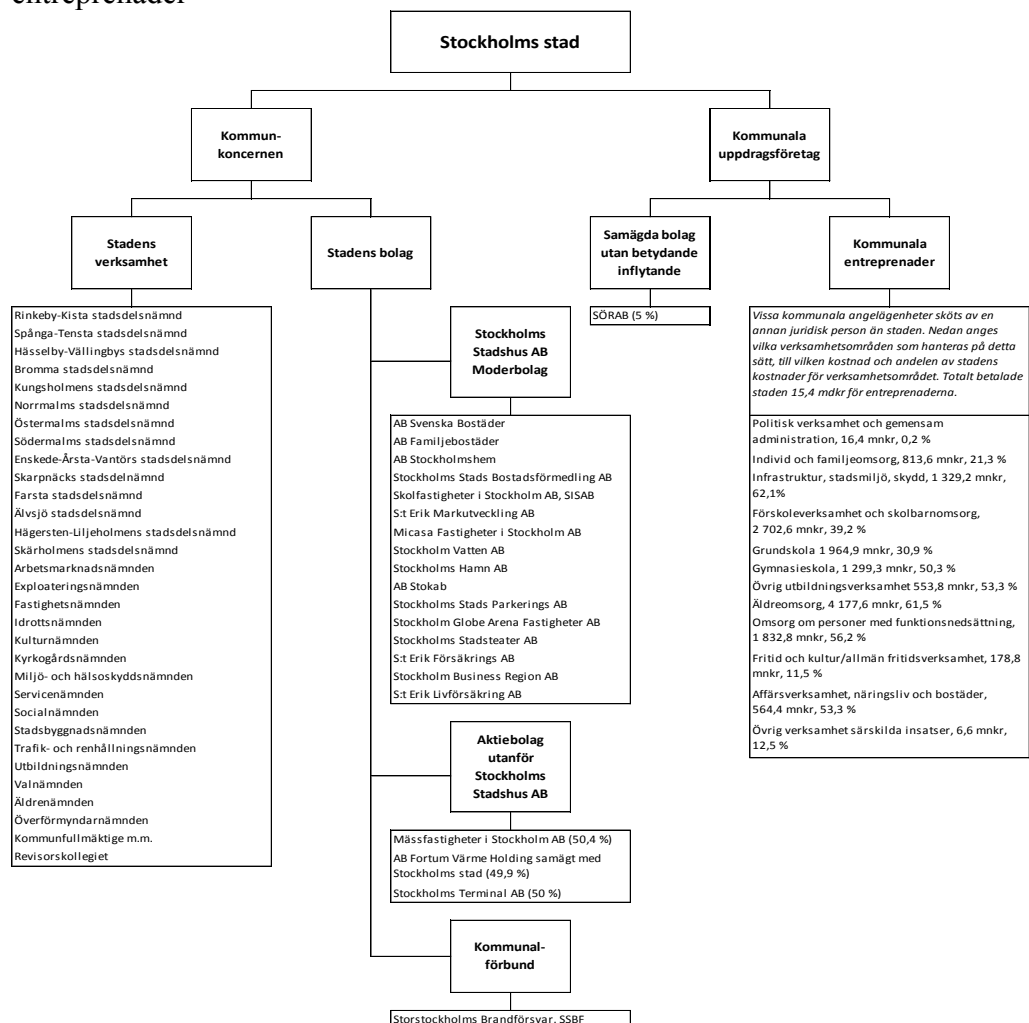 entreprenader
Stockholms stad
Kommun-
koncernen
Kommunala
uppdragsföretag
Stadens
verksamhet
Stadens bolag
Samägda bolag
utan betydande
inflytande
Kommunala
entreprenader
Rinkeby-Kista stadsdelsnämnd
Spånga-Tensta stadsdelsnämnd
Hässelby-Vällingbys stadsdelsnämnd
Bromma stadsdelsnämnd
Kungsholmens stadsdelsnämnd
Norrmalms stadsdelsnämnd
Östermalms stadsdelsnämnd
Södermalms stadsdelsnämnd
Enskede-Årsta-Vantörs stadsdelsnämnd
Skarpnäcks stadsdelnämnd
Farsta stadsdelsnämnd
Älvsjö stadsdelsnämnd
Hägersten-Liljeholmens stadsdelsnämnd
Skärholmens stadsdelsnämnd
Arbetsmarknadsnämnden
Exploateringsnämnden
Fastighetsnämnden
Idrottsnämnden
Kulturnämnden
Kyrkogårdsnämnden
Miljö- och hälsoskyddsnämnden
Servicenämnden
Socialnämnden
Stadsbyggnadsnämnden
Trafik- och renhållningsnämnden
Utbildningsnämnden
Valnämnden
Äldrenämnden
Överförmyndarnämnden
Kommunfullmäktige m.m.
Revisorskollegiet
Stockholms
Stadshus AB
Moderbolag
AB Svenska Bostäder
AB Familjebostäder
AB Stockholmshem
Stockholms Stads Bostadsförmedling AB
Skolfastigheter i Stockholm AB, SISAB
S:t Erik Markutveckling AB
Micasa Fastigheter i Stockholm AB
Stockholm Vatten AB
Stockholms Hamn AB
AB Stokab
Stockholms Stads Parkerings AB
Stockholm Globe Arena Fastigheter AB
Stockholms Stadsteater AB
S:t Erik Försäkrings AB
Stockholm Business Region AB
S:t Erik Livförsäkring AB
Aktiebolag
utanför
Stockholms
Stadshus AB
Mässfastigheter i Stockholm AB (50,4 %)
AB Fortum Värme Holding samägt med
Stockholms stad (49,9 %)
Stockholms Terminal AB (50 %)
Kommunal-
förbund
Storstockholms Brandförsvar, SSBF
SÖRAB (5 %)
Vissa kommunala angelägenheter sköts av en
annan juridisk person än staden. Nedan anges
vilka verksamhetsområden som hanteras på detta
sätt, till vilken kostnad och andelen av stadens
kostnader för verksamhetsområdet. Totalt betalade
staden 15,4 mdkr för entreprenaderna.
Politisk verksamhet och gemensam
administration, 16,4 mnkr, 0,2 %
Individ och familjeomsorg, 813,6 mnkr, 21,3 %
Infrastruktur, stadsmiljö, skydd, 1 329,2 mnkr,
62,1%
Förskoleverksamhet och skolbarnomsorg,
2 702,6 mnkr, 39,2 %
Grundskola 1 964,9 mnkr, 30,9 %
Gymnasieskola, 1 299,3 mnkr, 50,3 %
Övrig utbildningsverksamhet 553,8 mnkr, 53,3 %
Äldreomsorg, 4 177,6 mnkr, 61,5 %
Omsorg om personer med funktionsnedsättning,
1 832,8 mnkr, 56,2 %
Fritid och kultur/allmän fritidsverksamhet, 178,8
mnkr, 11,5 %
Affärsverksamhet, näringsliv och bostäder,
564,4 mnkr, 53,3 %
Övrig verksamhet särskilda insatser, 6,6 mnkr,
12,5 %